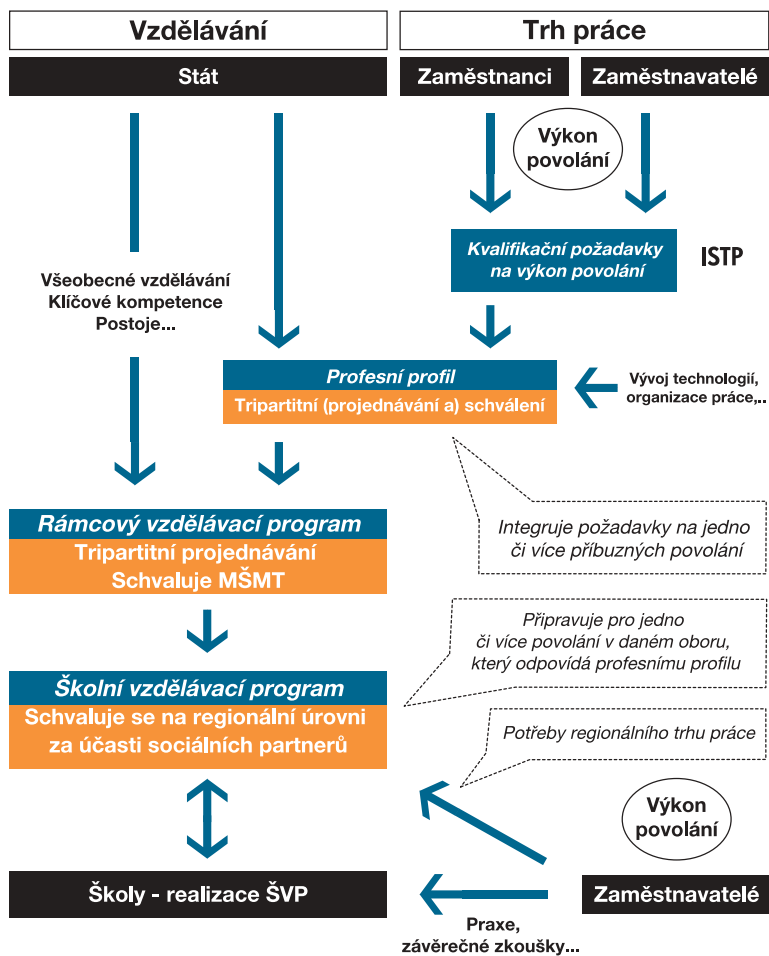 Vzdělávání
Trh práce
Stát
Zaměstnanci
Zaměstnavatelé
Výkon
povolání
Kvalifikační požadavky
na výkon povolání
ISTP
Všeobecné vzdělávání
Klíčové kompetence
Postoje...
Profesní profil
Tripartitní (projednávání a) schválení
Vývoj technologií,
organizace práce,..
Rámcový vzdělávací program
Tripartitní projednávání
Schvaluje MŠMT
Integruje požadavky na jedno
či více příbuzných povolání
Připravuje pro jedno
či více povolání v daném oboru,
který odpovídá profesnímu profilu
Školní vzdělávací program
Schvaluje se na regionální úrovni
za účasti sociálních partnerů
Potřeby regionálního trhu práce
Výkon
povolání
Školy - realizace ŠVP
Zaměstnavatelé
Praxe,
závěrečné zkoušky...